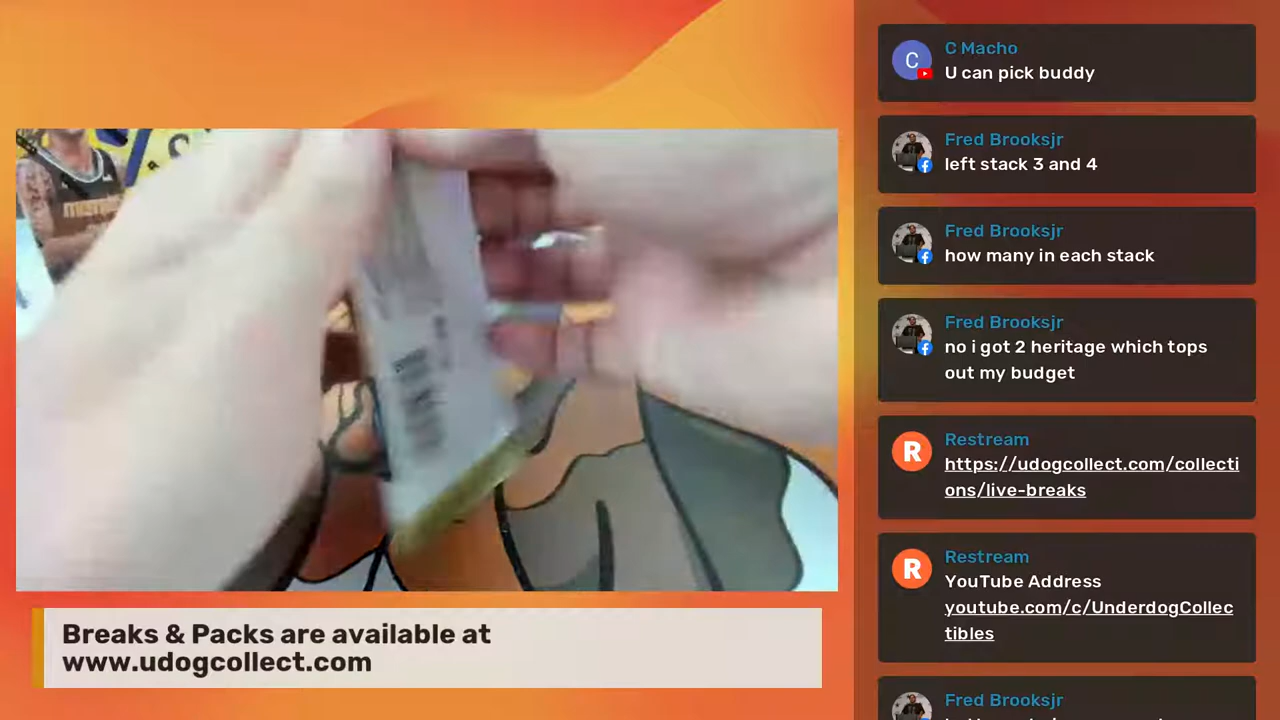 C Macho
U can pick buddy
Fred Brooksjr
left stack 3 and 4
Fred Brooksjr
how many in each stack
Fred Brooksjr
no i got 2 heritage which tops
out my budget
Restream
https://udogcollect.com/collecti
ons/live-breaks
Restream
YouTube Address
youtube.com/c/UnderdogCollec
tibles
Fred Brooksjr
Breaks & Packs are available at
www.udogcollect.com
C
R
R